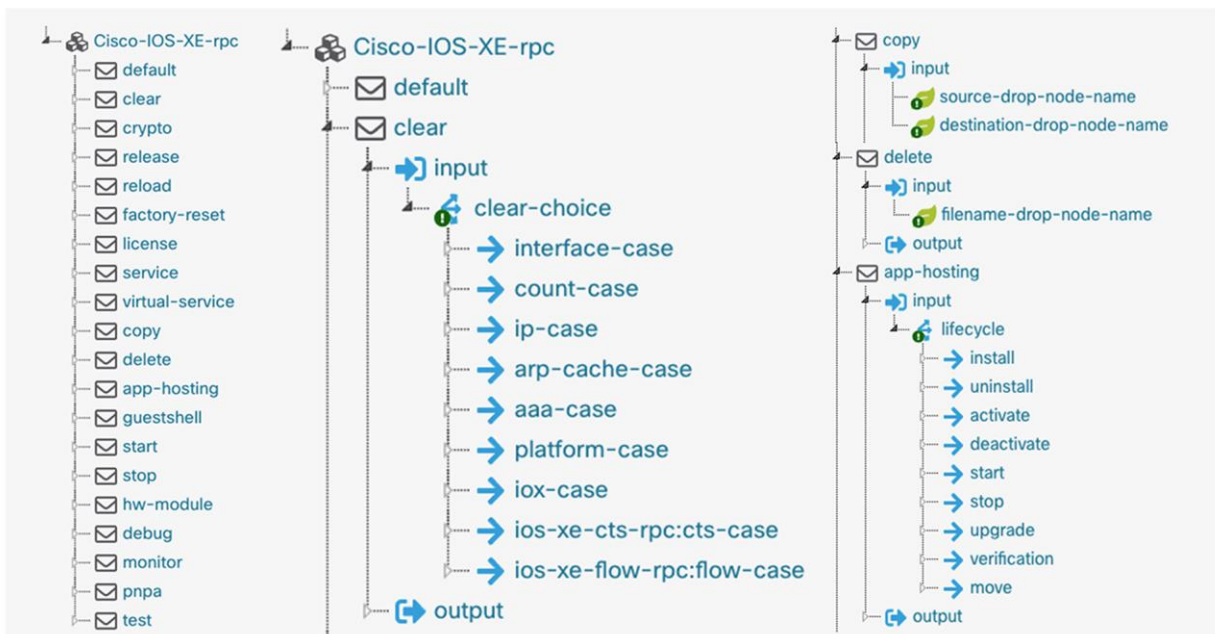 Cisco-IOS-XE-rpc
default
clear
crypto
release
reload
factory-reset
license
service
virtual-service
copy
delete
app-hosting
guestshell
start
stop
hw-module
debug
monitor
pnpa
test
Cisco-IOS-XE-rpc
default
clear
input
clear-choice
interface-case
count-case
ip-case
arp-cache-case
aaa-case
platform-case
iox-case
ios-xe-cts-rpc:cts-case
ios-xe-flow-rpc:flow-case
output
copy
input
source-drop-node-name
destination-drop-node-name
delete
input
filename-drop-node-name
output
app-hosting
input
lifecycle
install
uninstall
activate
deactivate
start
stop
upgrade
verification
move
output